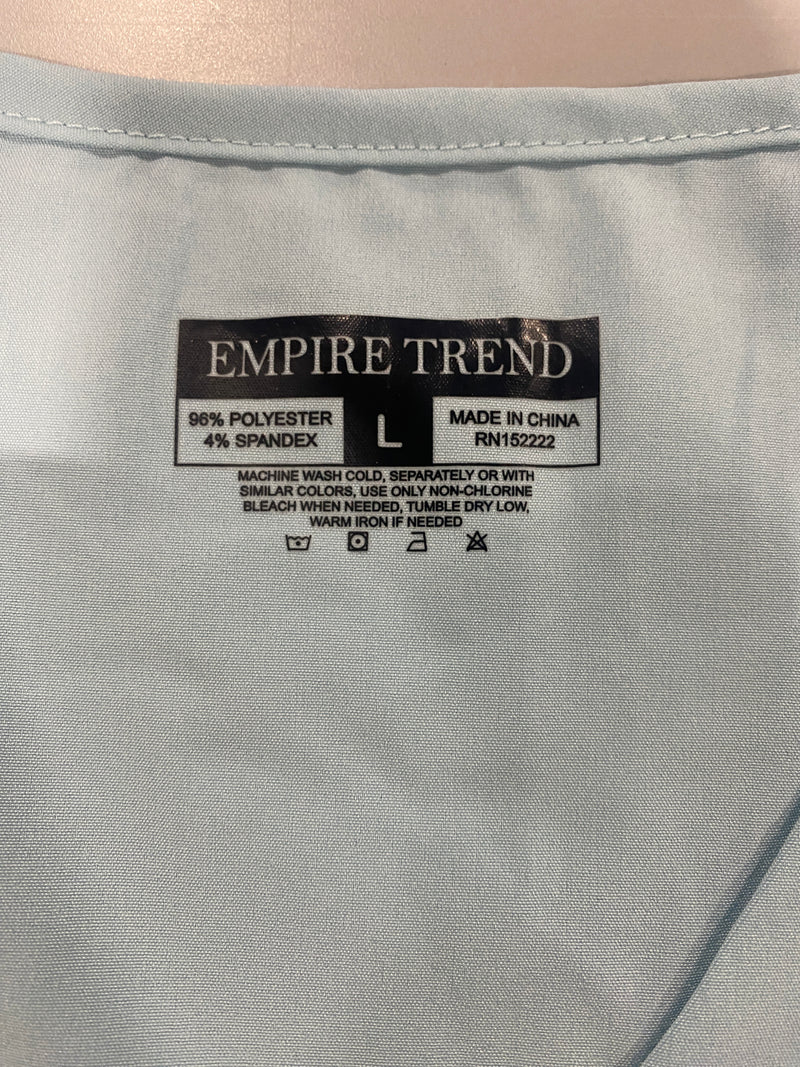 EMPIRE TREND
96% POLYESTER
4% SPANDEX
L
MADE IN CHINA
RN152222
MACHINE WASH COLD, SEPARATELY OR WITH
SIMILAR COLORS, USE ONLY NON-CHLORINE
BLEACH WHEN NEEDED, TUMBLE DRY LOW,
WARM IRON IF NEEDED